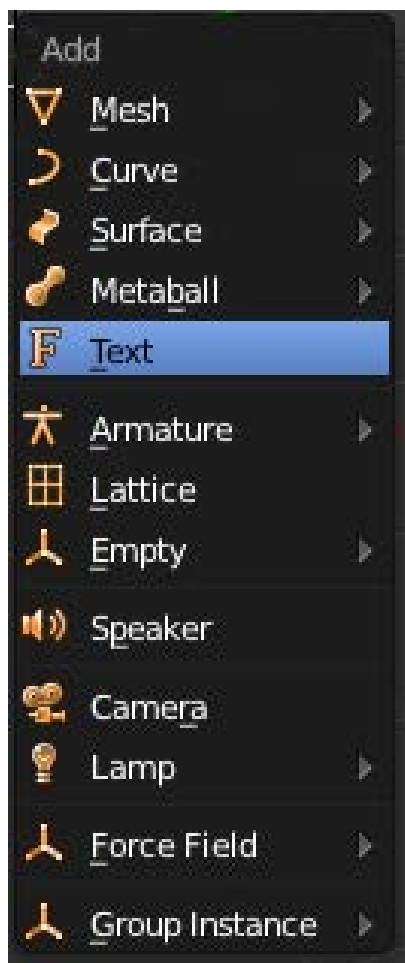 Add
Mesh
Curve
Surface
Metaball
Text
Armature
Lattice
Empty
Speaker
Camera
Lamp
Force Field
Group Instance